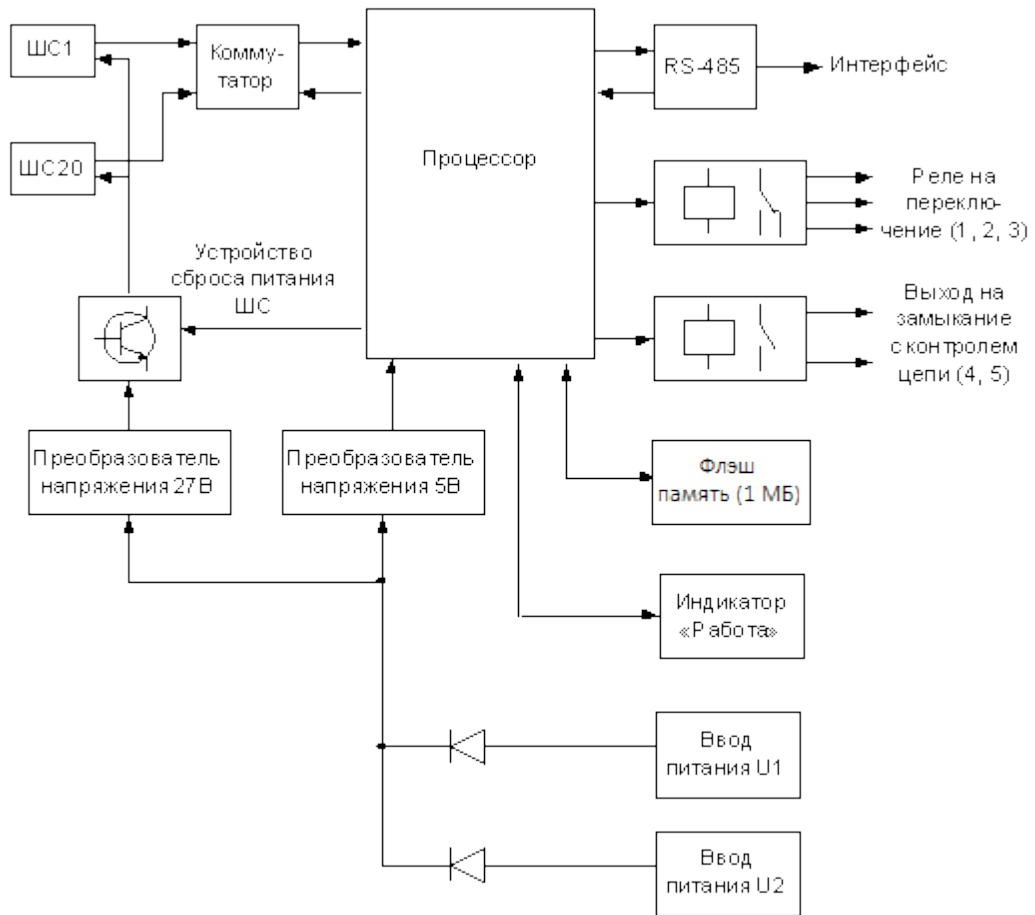 ШС1
Комму-
татор
RS-485
Интерфейс
ШС20
Процессор
Реле на
переклю-
чение (1, 2, 3)
Устройство
сброса питания
ШС
Выход на
замыкание
с контролем
цепи (4, 5)
Преобразователь
напряжения 27В
Преобразователь
напряжения 5В
Флэш
память (1 МБ)
Индикатор
«Работа»
Ввод
питания U1
Ввод
питания U2